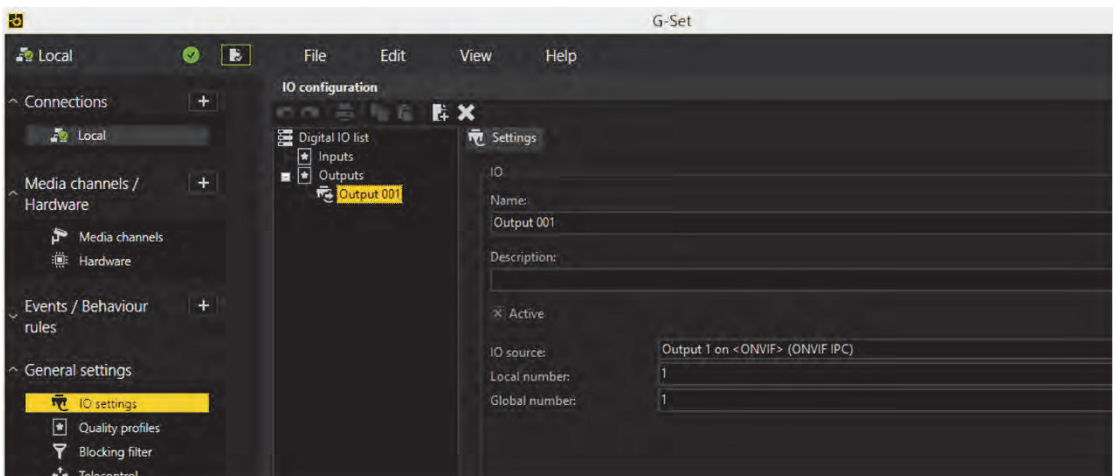 G-Set
Local
File Edit View Help
Connections
Local
Media channels /
Hardware
Media channels
Hardware
Events / Behaviour
rules
General settings
IO settings
Quality profiles
Blocking filter
Telecontrol
IO configuration
Digital IO list
Inputs
Outputs
Output 001
Settings
IO
Name:
Output 001
Description:
Active
IO source: Output 1 on <ONVIF> (ONVIF IPC)
Local number: 1
Global number: 1